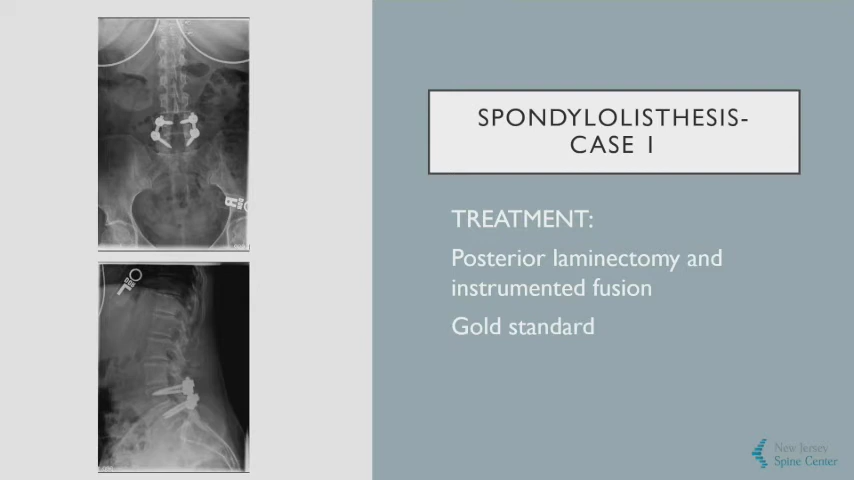 SPONDYLOLISTHESIS-
CASE 1
TREATMENT:
Posterior laminectomy and
instrumented fusion
Gold standard
New Jersey
Spine Center